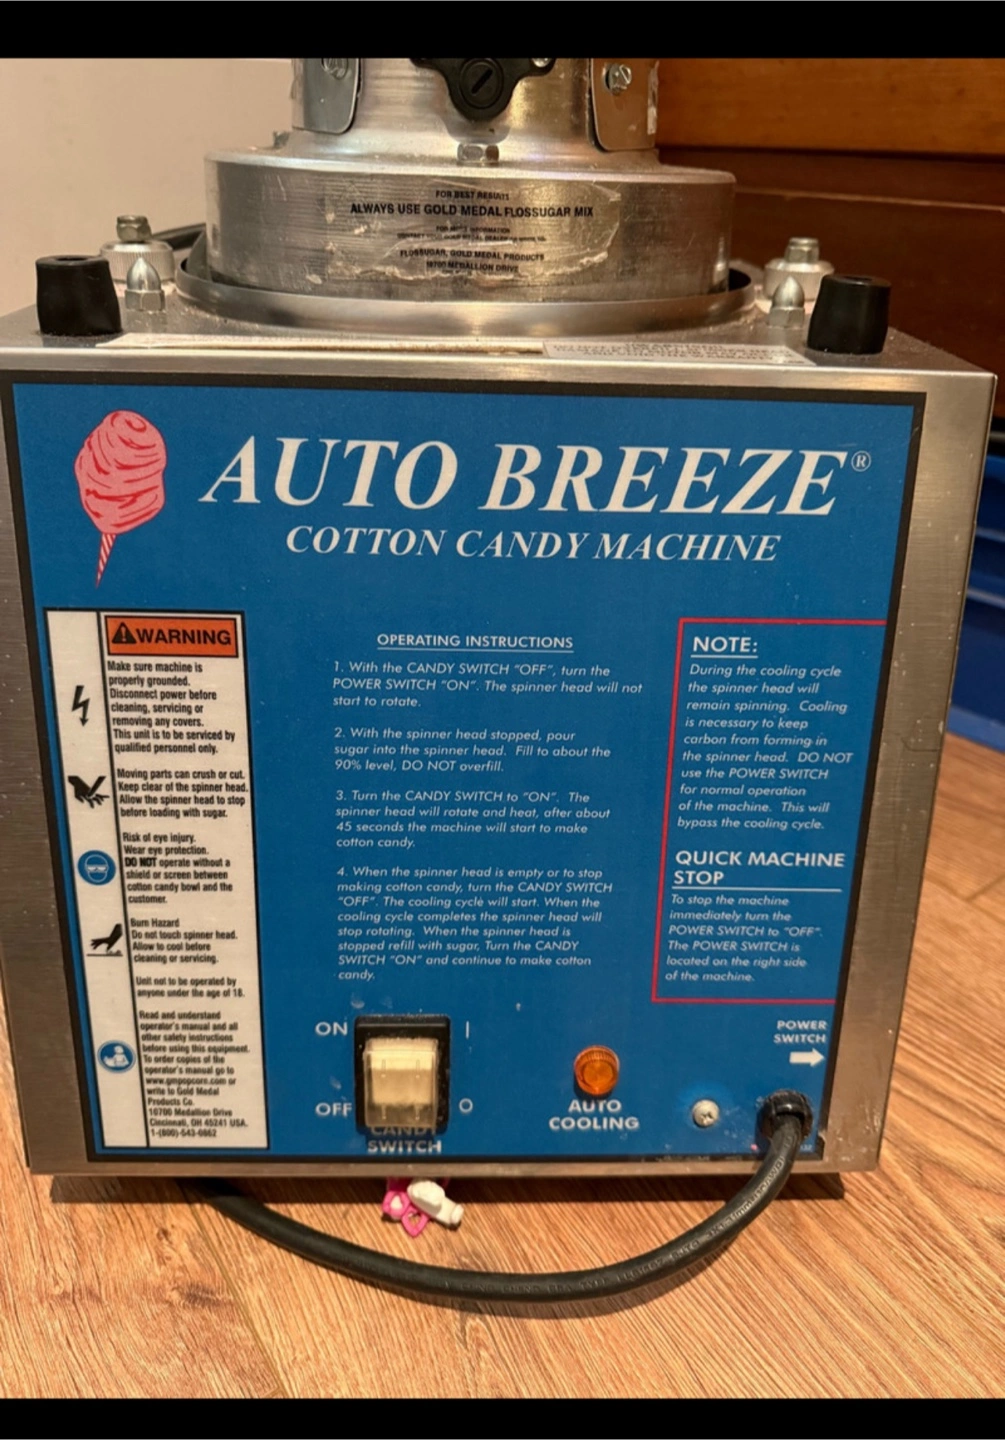 FOR BEST RESULTS
ALWAYS USE GOLD MEDAL FLOSSUGAR MIX
FOR MORE INFORMATION
FLOSSUGAR, GOLD MEDAL PRODUCTS
10700 MEDALLION DRIVE
AUTO BREEZE®
COTTON CANDY MACHINE
WARNING
Make sure machine is
properly grounded.
Disconnect power before
cleaning, servicing or
removing any covers.
This unit is to be serviced by
qualified personnel only.
Moving parts can crush or cut.
Keep clear of the spinner head.
Allow the spinner head to stop
before loading with sugar.
Risk of eye injury.
Wear eye protection.
DO NOT operate without a
shield or screen between
cotton candy bowl and the
customer.
Burn Hazard
Do not touch spinner head.
Allow to cool before
cleaning or servicing.
Unit not to be operated by
anyone under the age of 18.
Read and understand
operator's manual and all
other safety instructions
before using this equipment.
To order copies of the
operator's manual go to
www.gmpopcorn.com or
write to Gold Medal
Products Co.
10700 Medallion Drive
Cincinnati, OH 45241 USA.
1-(800)-543-0862
OPERATING INSTRUCTIONS
1. With the CANDY SWITCH "OFF", turn the
POWER SWITCH "ON". The spinner head will not
start to rotate.
2. With the spinner head stopped, pour
sugar into the spinner head. Fill to about the
90% level, DO NOT overfill.
3. Turn the CANDY SWITCH to "ON". The
spinner head will rotate and heat, after about
45 seconds the machine will start to make
cotton candy.
4. When the spinner head is empty or to stop
making cotton candy, turn the CANDY SWITCH
"OFF". The cooling cycle will start. When the
cooling cycle completes the spinner head will
stop rotating. When the spinner head is
stopped refill with sugar, Turn the CANDY
SWITCH "ON" and continue to make cotton
candy.
NOTE:
During the cooling cycle
the spinner head will
remain spinning. Cooling
is necessary to keep
carbon from forming in
the spinner head. DO NOT
use the POWER SWITCH
for normal operation
of the machine. This will
bypass the cooling cycle.
QUICK MACHINE
STOP
To stop the machine
immediately turn the
POWER SWITCH to "OFF".
The POWER SWITCH is
located on the right side
of the machine.
ON
I
OFF
O
CANDY
SWITCH
AUTO
COOLING
POWER
SWITCH